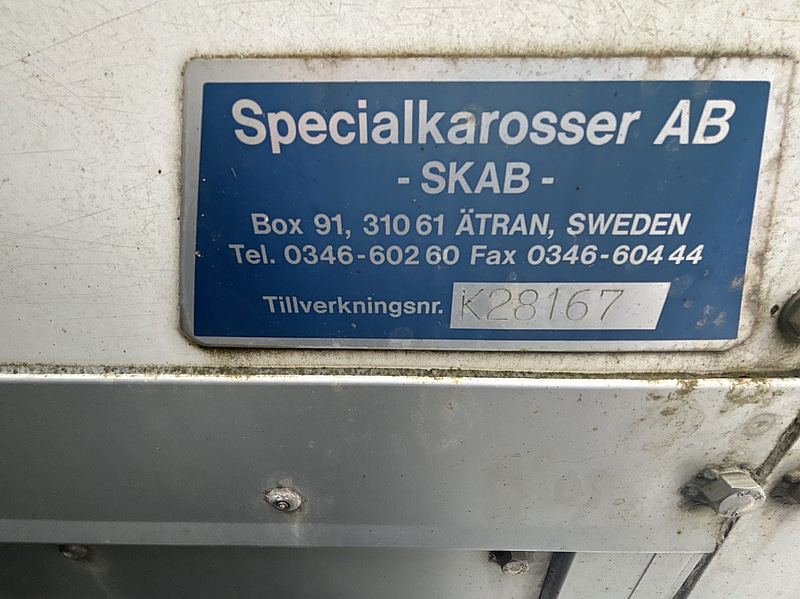 Specialkarosser AB
- SKAB -
Box 91, 310 61 ÄTRAN, SWEDEN
Tel. 0346-602 60 Fax 0346-604 44
Tillverkningsnr. K28167